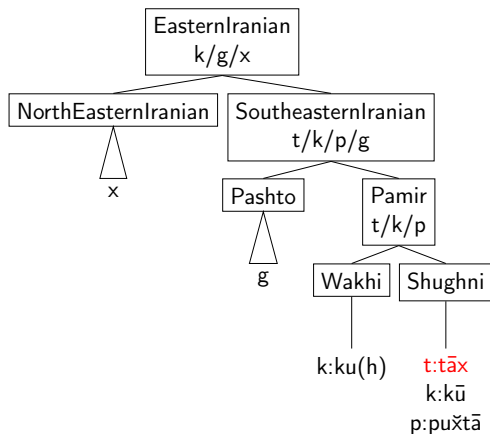 EasternIranian
k/g/x
NorthEasternIranian
SoutheasternIranian
t/k/p/g
x
Pashto
Pamir
t/k/p
g
Wakhi
Shughni
k:ku(h)
t:tāx
k:kū
p:pux̌tā